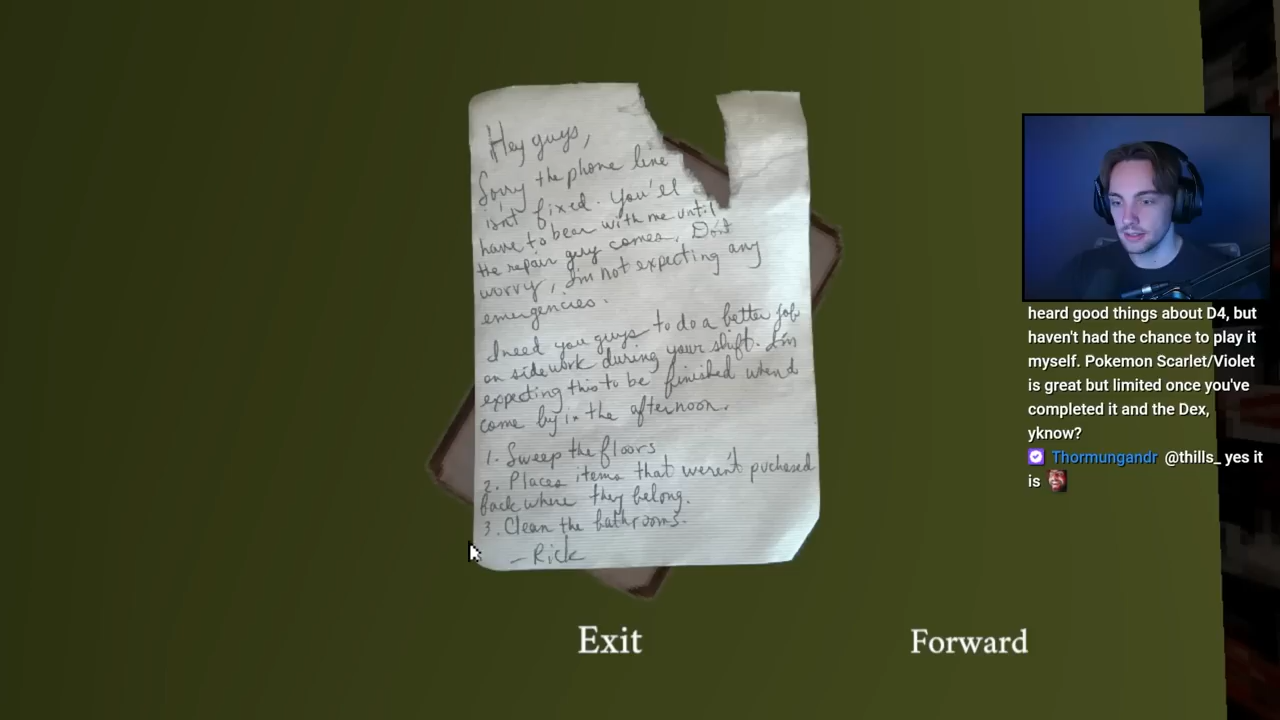 Hey guys,
Sorry the phone line
isn't fixed. You'll
have to bear with me until
the repair guy comes. Don't
worry, I'm not expecting any
emergencies.
I need you guys to do a better job
on sidework during your shift. I'm
expecting this to be finished when I
come by in the afternoon.
1. Sweep the floors
2. Places items that weren't puchased
back where they belong.
3. Clean the bathrooms.
- Rick
Exit
Forward
heard good things about D4, but
haven't had the chance to play it
myself. Pokemon Scarlet/Violet
is great but limited once you've
completed it and the Dex,
yknow?
Thormungandr @thills_ yes it
is